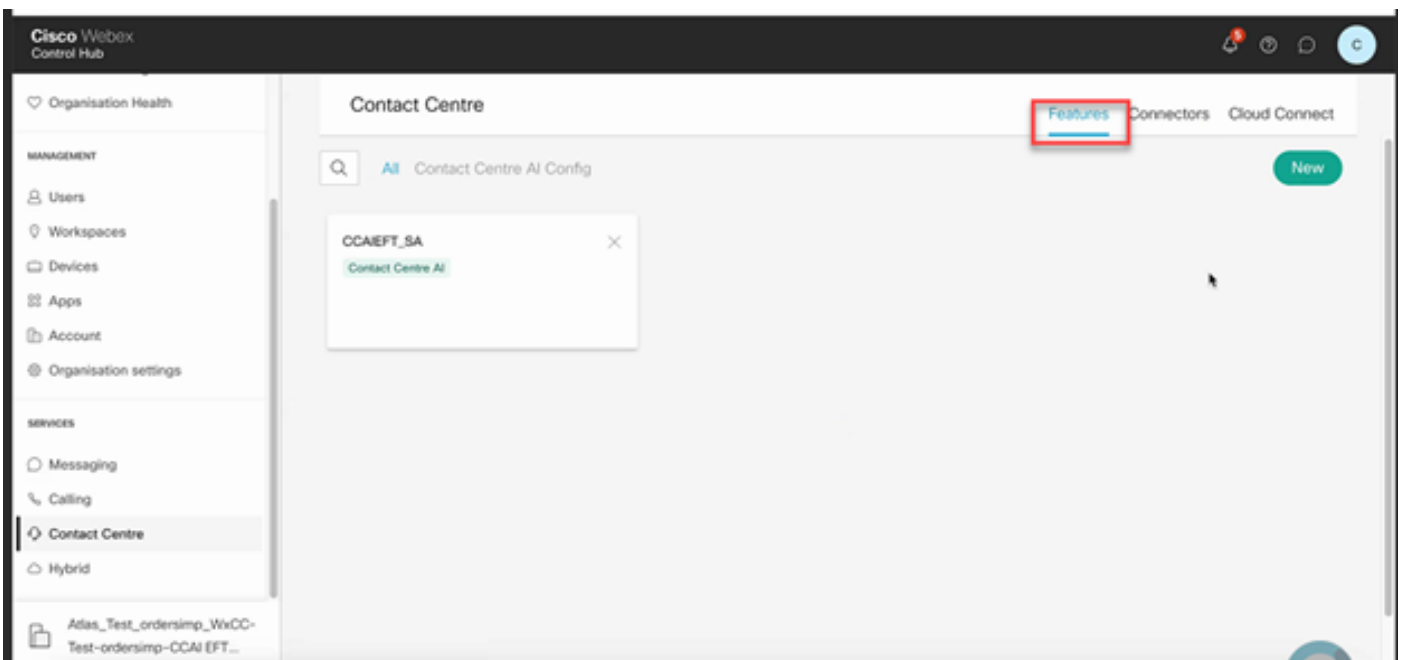 Cisco Webex
Control Hub
5
C
Organisation Health
MANAGEMENT
Users
Workspaces
Devices
Apps
Account
Organisation settings
SERVICES
Messaging
Calling
Contact Centre
Hybrid
Atlas_Test_ordersimp_WxCC-
Test-ordersimp-CCAI EFT...
Contact Centre
Features Connectors Cloud Connect
All Contact Centre AI Config
New
CCAIEFT_SA
Contact Centre AI